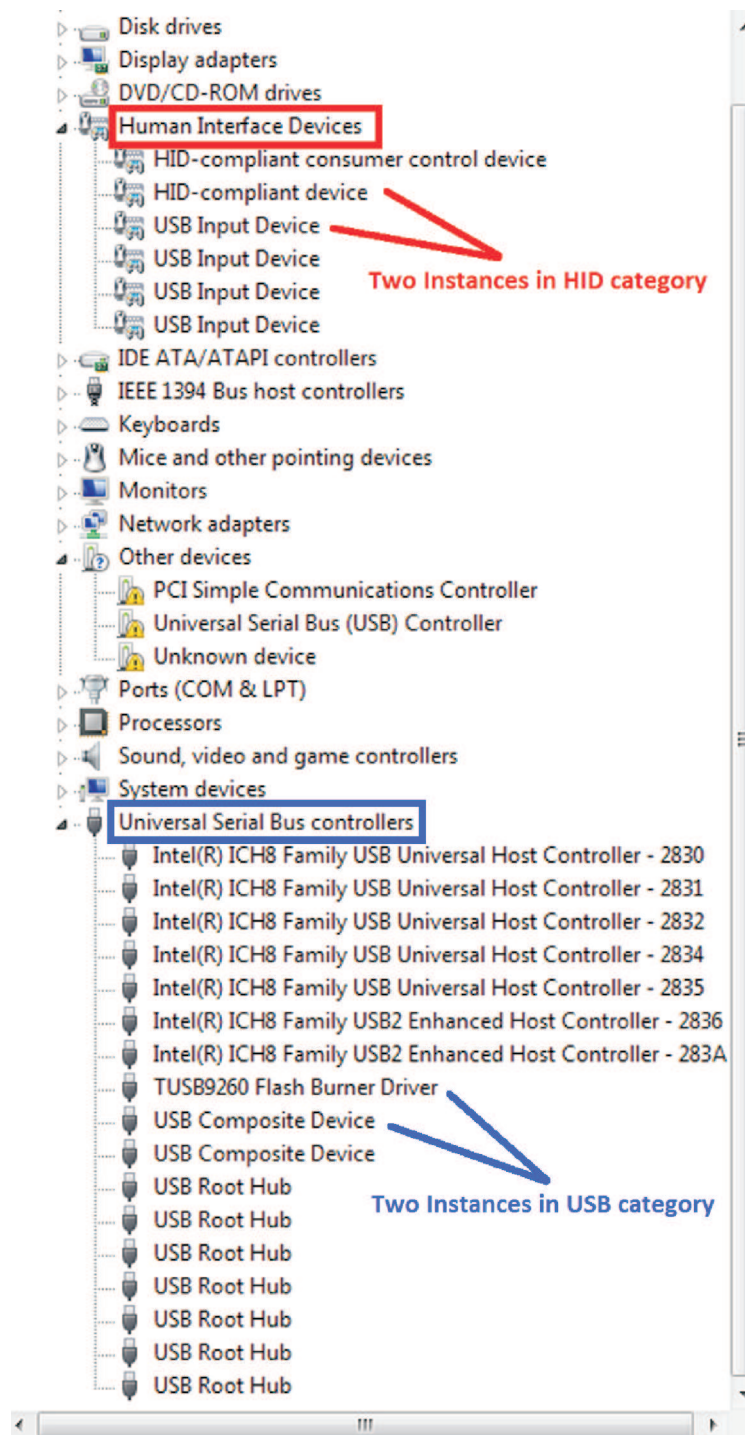 Disk drives
Display adapters
DVD/CD-ROM drives
Human Interface Devices
HID-compliant consumer control device
HID-compliant device
USB Input Device
USB Input Device
Two Instances in HID category
USB Input Device
USB Input Device
IDE ATA/ATAPI controllers
IEEE 1394 Bus host controllers
Keyboards
Mice and other pointing devices
Monitors
Network adapters
Other devices
PCI Simple Communications Controller
Universal Serial Bus (USB) Controller
Unknown device
Ports (COM & LPT)
Processors
Sound, video and game controllers
System devices
Universal Serial Bus controllers
Intel(R) ICH8 Family USB Universal Host Controller - 2830
Intel(R) ICH8 Family USB Universal Host Controller - 2831
Intel(R) ICH8 Family USB Universal Host Controller - 2832
Intel(R) ICH8 Family USB Universal Host Controller - 2834
Intel(R) ICH8 Family USB Universal Host Controller - 2835
Intel(R) ICH8 Family USB2 Enhanced Host Controller - 2836
Intel(R) ICH8 Family USB2 Enhanced Host Controller - 283A
TUSB9260 Flash Burner Driver
USB Composite Device
USB Composite Device
USB Root Hub
Two Instances in USB category
USB Root Hub
USB Root Hub
USB Root Hub
USB Root Hub
USB Root Hub
USB Root Hub